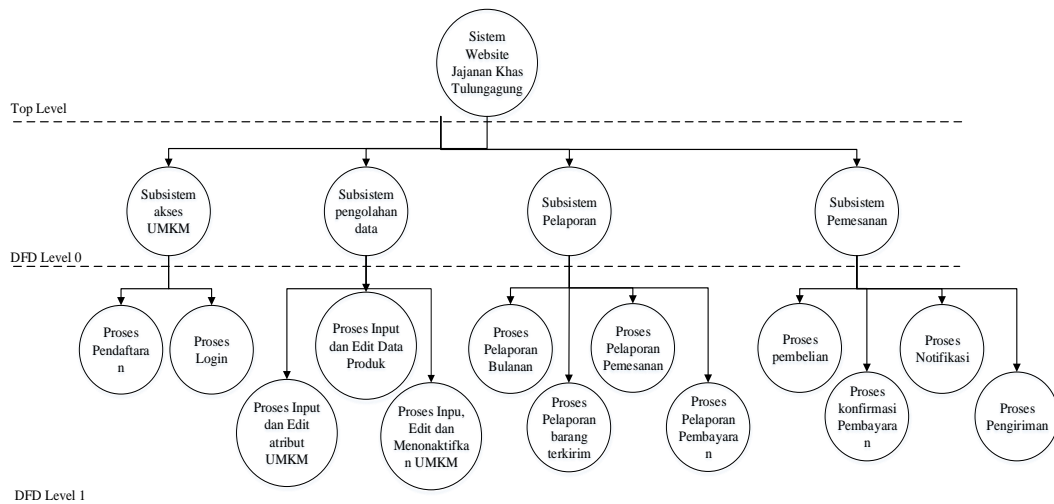 Sistem
Website
Jajanan Khas
Tulungagung
Top Level
Subsistem
akses
UMKM
Subsistem
pengolahan
data
Subsistem
Pelaporan
Subsistem
Pemesanan
DFD Level 0
Proses
Pendaftara
n
Proses
Login
Proses Input
dan Edit
atribut
UMKM
Proses Input
dan Edit Data
Produk
Proses Inpu,
Edit dan
Menonaktifka
n UMKM
Proses
Pelaporan
Bulanan
Proses
Pelaporan
barang
terkirim
Proses
Pelaporan
Pemesanan
Proses
Pelaporan
Pembayara
n
Proses
pembelian
Proses
konfirmasi
Pembayara
n
Proses
Notifikasi
Proses
Pengiriman
DFD Level 1